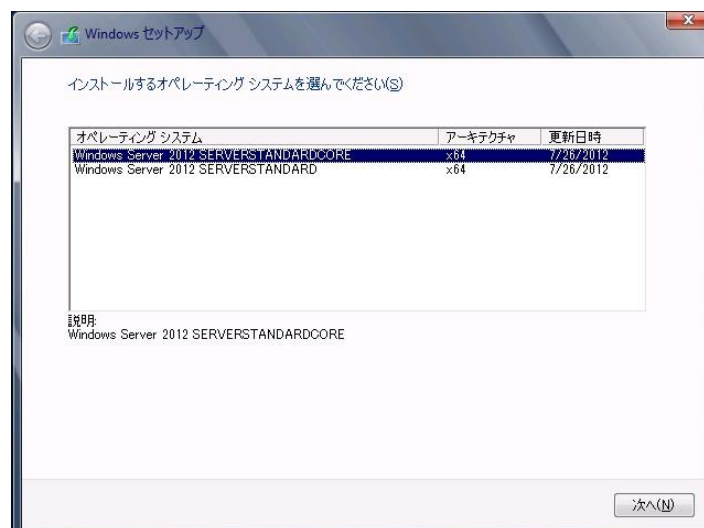 Windows セットアップ
インストールするオペレーティング システムを選んでください(S)
オペレーティング システム アーキテクチャ 更新日時
Windows Server 2012 SERVERSTANDARDCORE x64 7/26/2012
Windows Server 2012 SERVERSTANDARD x64 7/26/2012
説明:
Windows Server 2012 SERVERSTANDARDCORE
次へ(N)